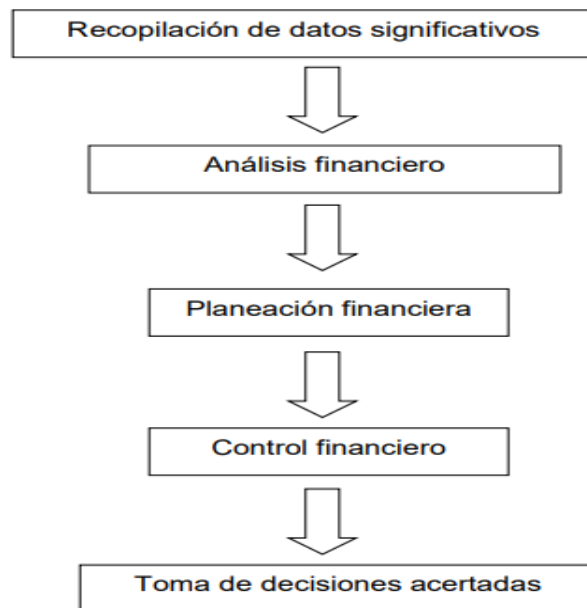 Recopilación de datos significativos
Análisis financiero
Planeación financiera
Control financiero
Toma de decisiones acertadas